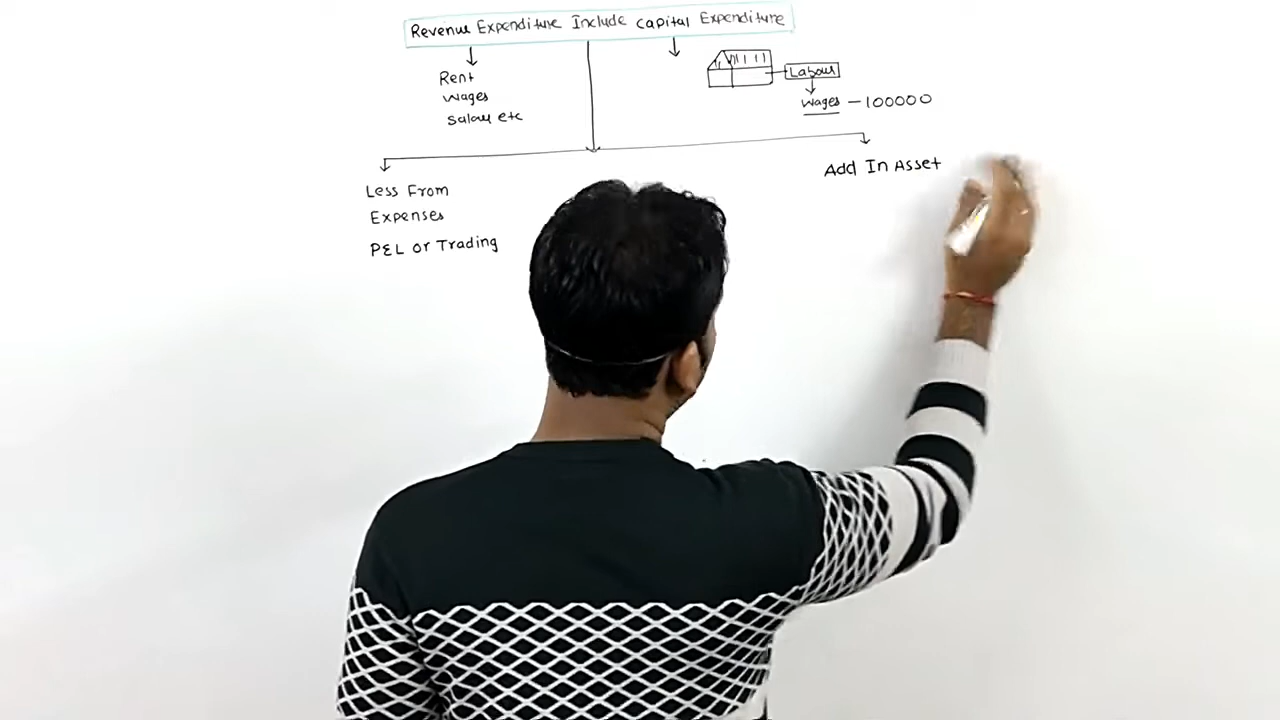 Revenue Expenditure Include Capital Expenditure
Rent
Wages
Salary etc
Labour
Wages - 100000
Less From
Expenses
P&L or Trading
Add In Asset